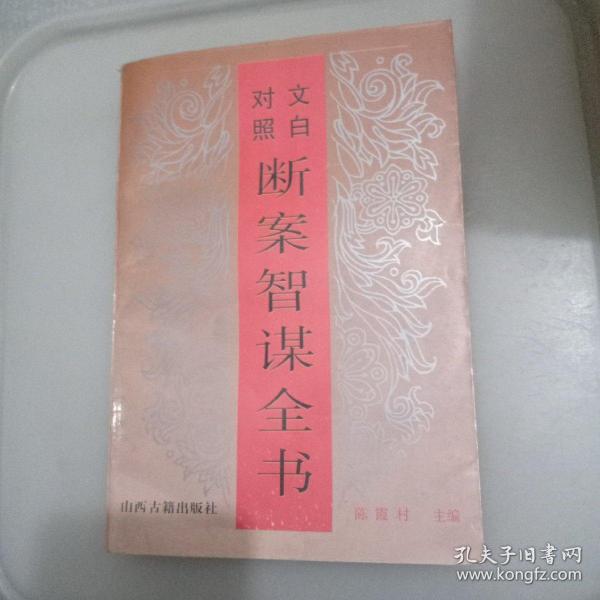 文白
对照
断案智谋全书
山西古籍出版社
陈霞村 主编
孔夫子旧书网
www.kongfz.com